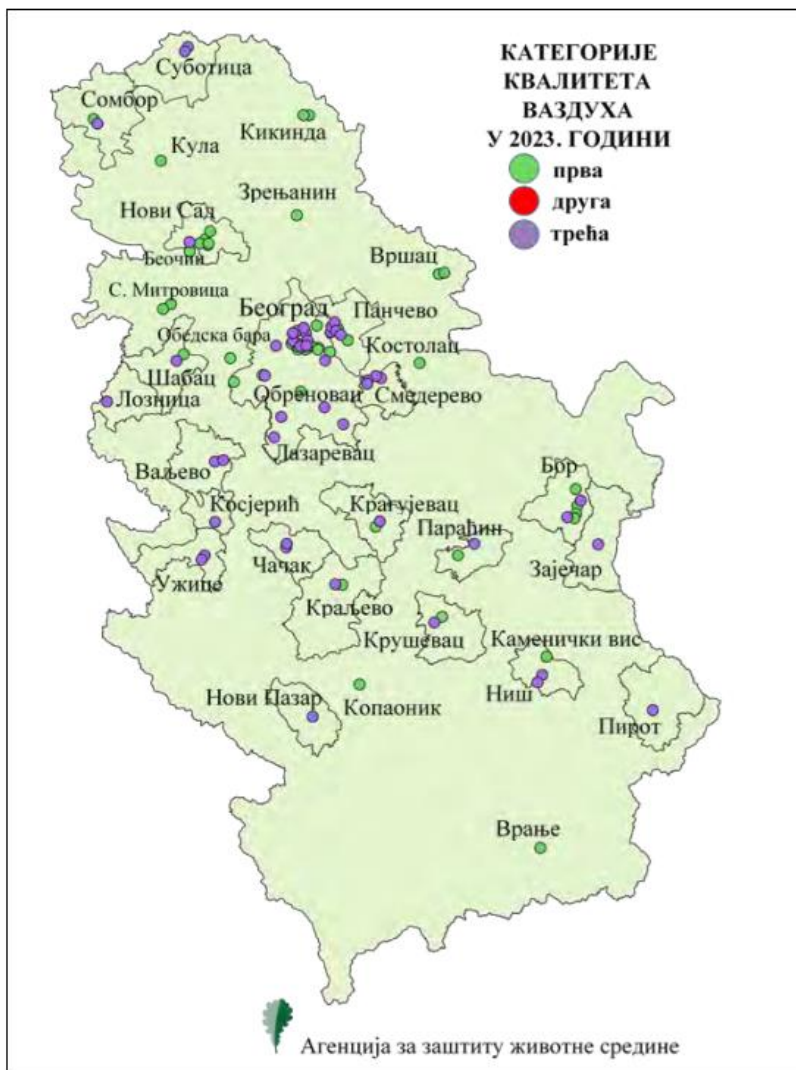 КАТЕГОРИЈЕ
КВАЛИТЕТА
ВАЗДУХА
У 2023. ГОДИНИ
прва
друга
трећа
Суботица
Сомбор
Кикинда
Кула
Зрењанин
Нови Сад
Беочин
Вршац
С. Митровица
Београд
Панчево
Обедска бара
Костолац
Шабац
Обреновац
Смедерево
Лозница
Лазаревац
Ваљево
Бор
Косјерић
Крагујевац
Параћин
Чачак
Зајечар
Ужице
Краљево
Крушевац
Каменички вис
Нови Пазар
Копаоник
Ниш
Пирот
Врање
Агенција за заштиту животне средине